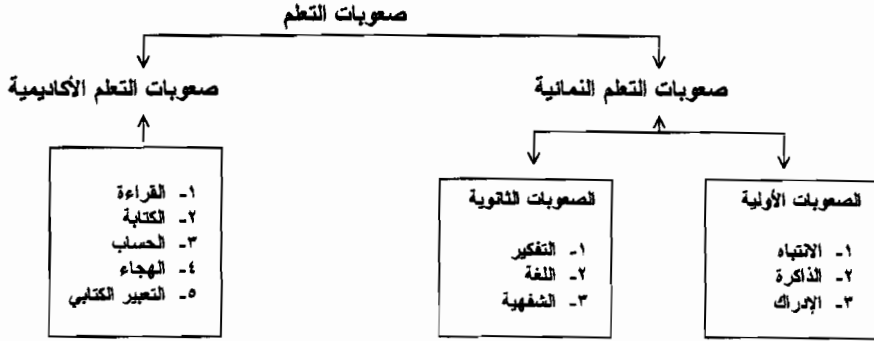 صعوبات التعلم
صعوبات التعلم النمائية
صعوبات التعلم الأكاديمية
الصعوبات الأولية
١- الانتباه
٢- الذاكرة
٣- الإدراك
الصعوبات الثانوية
١- التفكير
٢- اللغة
٣- الشفهية
١- القراءة
٢- الكتابة
٣- الحساب
٤- الهجاء
٥- التعبير الكتابي